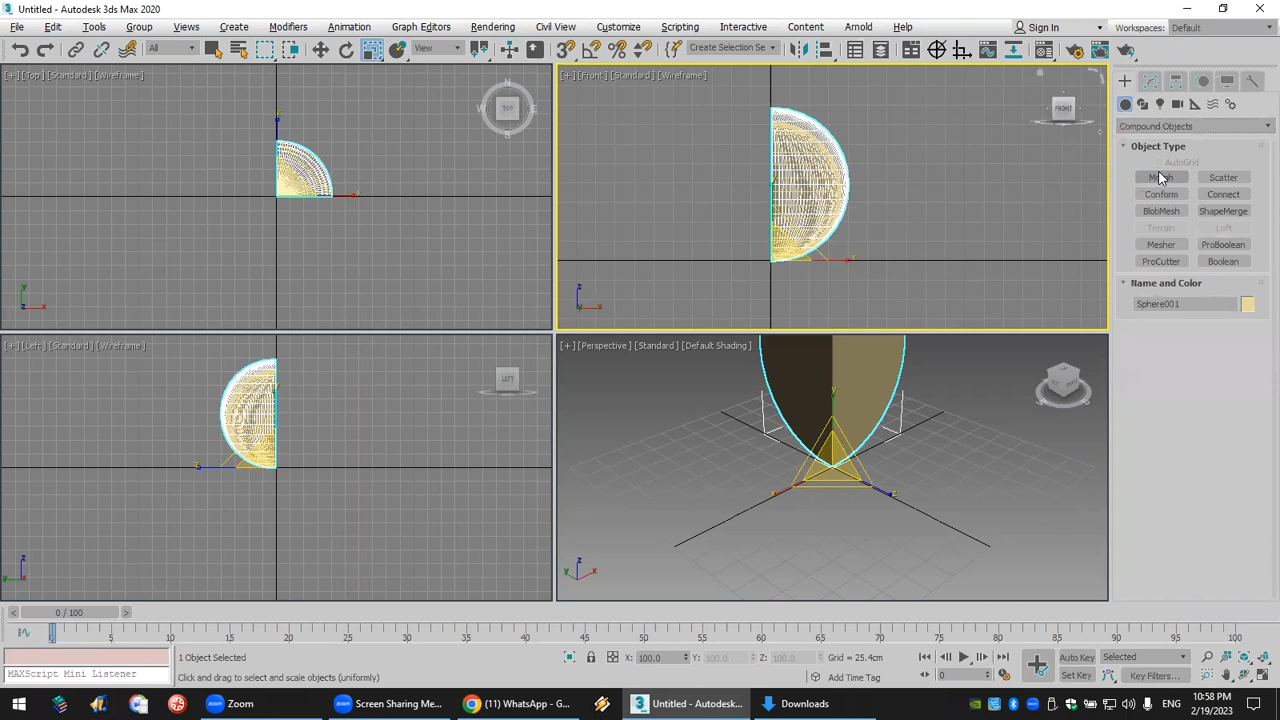 Untitled - Autodesk 3ds Max 2020
File Edit Tools Group Views Create Modifiers Animation Graph Editors Rendering Civil View Customize Scripting Interactive Content Arnold Help Sign In Workspaces: Default
All View Create Selection Se
[+] [Top] [Standard] [Wireframe]
[+] [Front] [Standard] [Wireframe]
N
W TOP E
FRONT
Compound Objects
Object Type
AutoGrid
Scatter
Conform Connect
BlobMesh ShapeMerge
Terrain Loft
Mesher ProBoolean
ProCutter Boolean
Name and Color
Sphere001
[+] [Left] [Standard] [Wireframe]
[+] [Perspective] [Standard] [Default Shading]
LEFT
0 / 100
0 5 10 15 20 25 30 35 40 45 50 55 60 65 70 75 80 85 90 95 100
1 Object Selected
X: 100.0 Y: 100.0 Z: 100.0 Grid = 25.4cm
Auto Key Selected
MAXScript Mini Listener
Click and drag to select and scale objects (uniformly)
Add Time Tag
0
Set Key Key Filters...
Zoom
Screen Sharing Me...
(11) WhatsApp - G...
Untitled - Autodesk...
Downloads
ENG
10:58 PM
2/19/2023